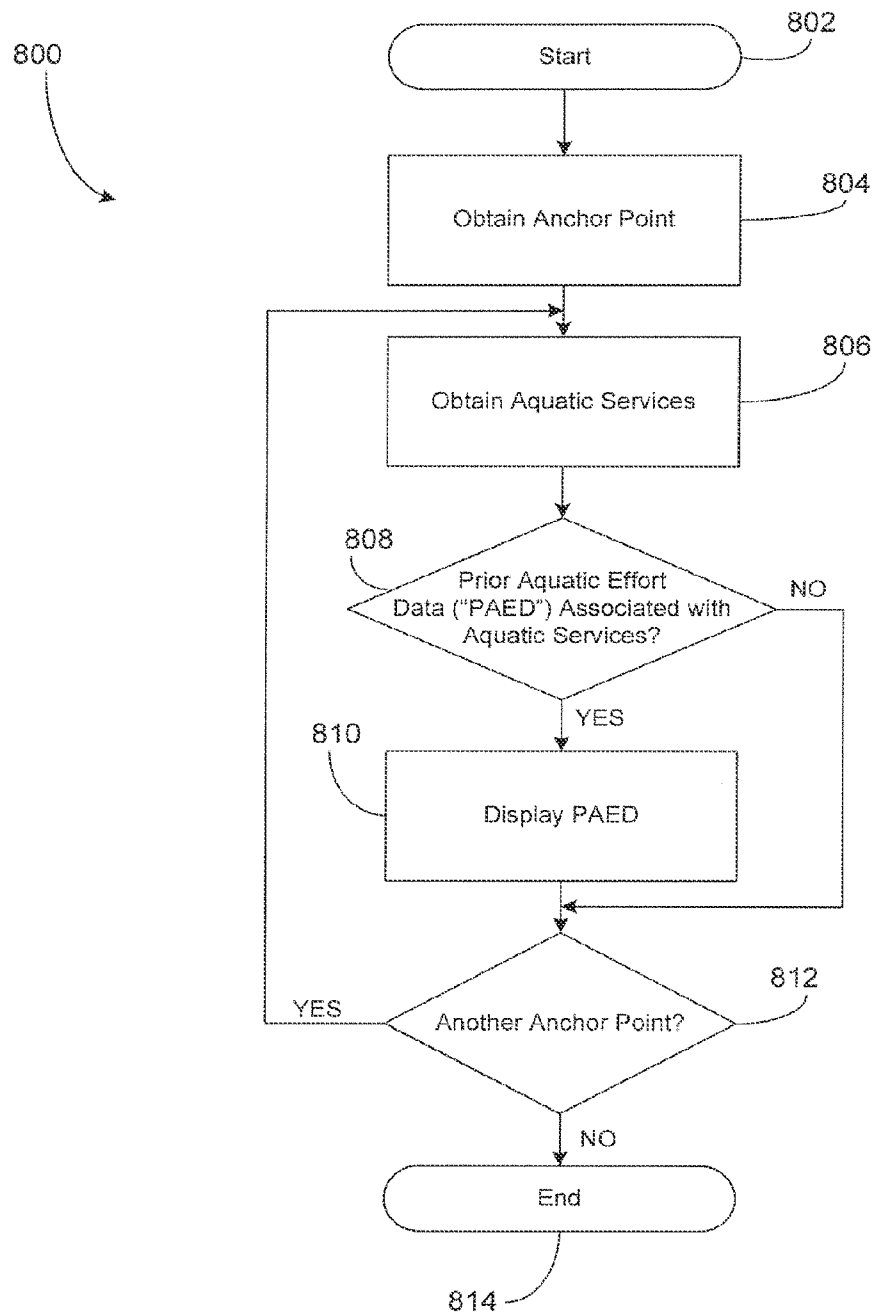 800
802
Start
804
Obtain Anchor Point
806
Obtain Aquatic Services
808
Prior Aquatic Effort
Data ("PAED") Associated with
Aquatic Services?
NO
YES
810
Display PAED
812
YES
Another Anchor Point?
NO
End
814